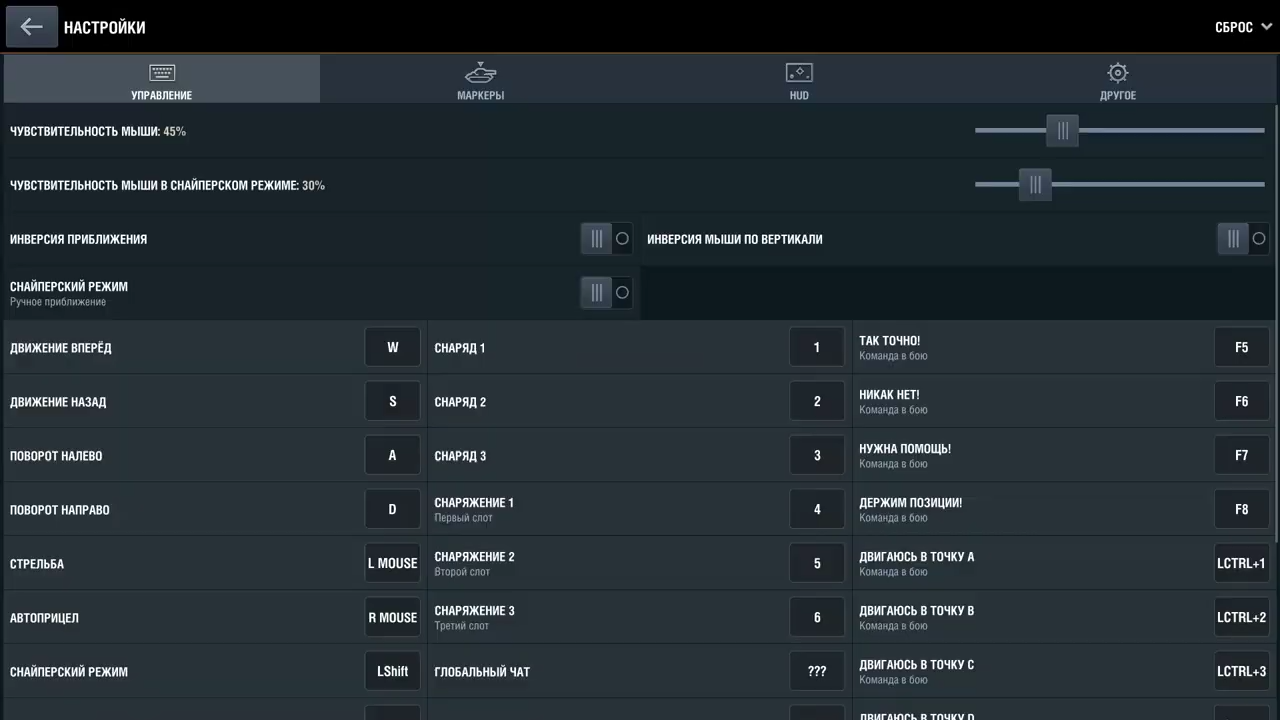 НАСТРОЙКИ
СБРОС
УПРАВЛЕНИЕ
МАРКЕРЫ
HUD
ДРУГОЕ
ЧУВСТВИТЕЛЬНОСТЬ МЫШИ: 45%
ЧУВСТВИТЕЛЬНОСТЬ МЫШИ В СНАЙПЕРСКОМ РЕЖИМЕ: 30%
ИНВЕРСИЯ ПРИБЛИЖЕНИЯ
ИНВЕРСИЯ МЫШИ ПО ВЕРТИКАЛИ
СНАЙПЕРСКИЙ РЕЖИМ
Ручное приближение
ДВИЖЕНИЕ ВПЕРЁД
W
ДВИЖЕНИЕ НАЗАД
S
ПОВОРОТ НАЛЕВО
A
ПОВОРОТ НАПРАВО
D
СТРЕЛЬБА
L MOUSE
АВТОПРИЦЕЛ
R MOUSE
СНАЙПЕРСКИЙ РЕЖИМ
LShift
СНАРЯД 1
1
СНАРЯД 2
2
СНАРЯД 3
3
СНАРЯЖЕНИЕ 1
Первый слот
4
СНАРЯЖЕНИЕ 2
Второй слот
5
СНАРЯЖЕНИЕ 3
Третий слот
6
ГЛОБАЛЬНЫЙ ЧАТ
???
ТАК ТОЧНО!
Команда в бою
F5
НИКАК НЕТ!
Команда в бою
F6
НУЖНА ПОМОЩЬ!
Команда в бою
F7
ДЕРЖИМ ПОЗИЦИИ!
Команда в бою
F8
ДВИГАЮСЬ В ТОЧКУ A
Команда в бою
LCTRL+1
ДВИГАЮСЬ В ТОЧКУ B
Команда в бою
LCTRL+2
ДВИГАЮСЬ В ТОЧКУ C
Команда в бою
LCTRL+3
ДВИГАЮСЬ В ТОЧКУ D